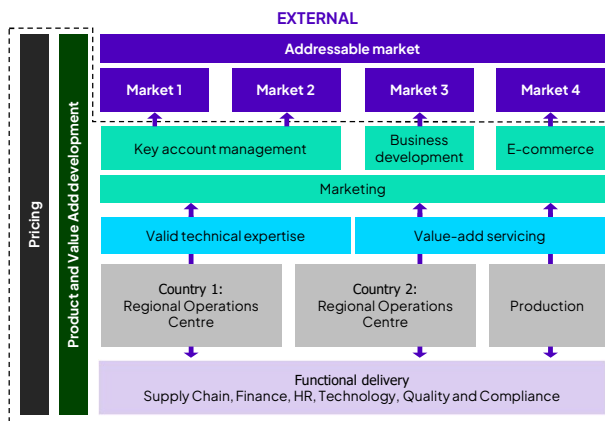 EXTERNAL
Addressable market
Market 1
Market 2
Market 3
Market 4
Key account management
Business
development
E-commerce
Marketing
Valid technical expertise
Value-add servicing
Country 1:
Regional Operations
Centre
Country 2:
Regional Operations
Centre
Production
Functional delivery
Supply Chain, Finance, HR, Technology, Quality and Compliance
Pricing
Product and Value Add development